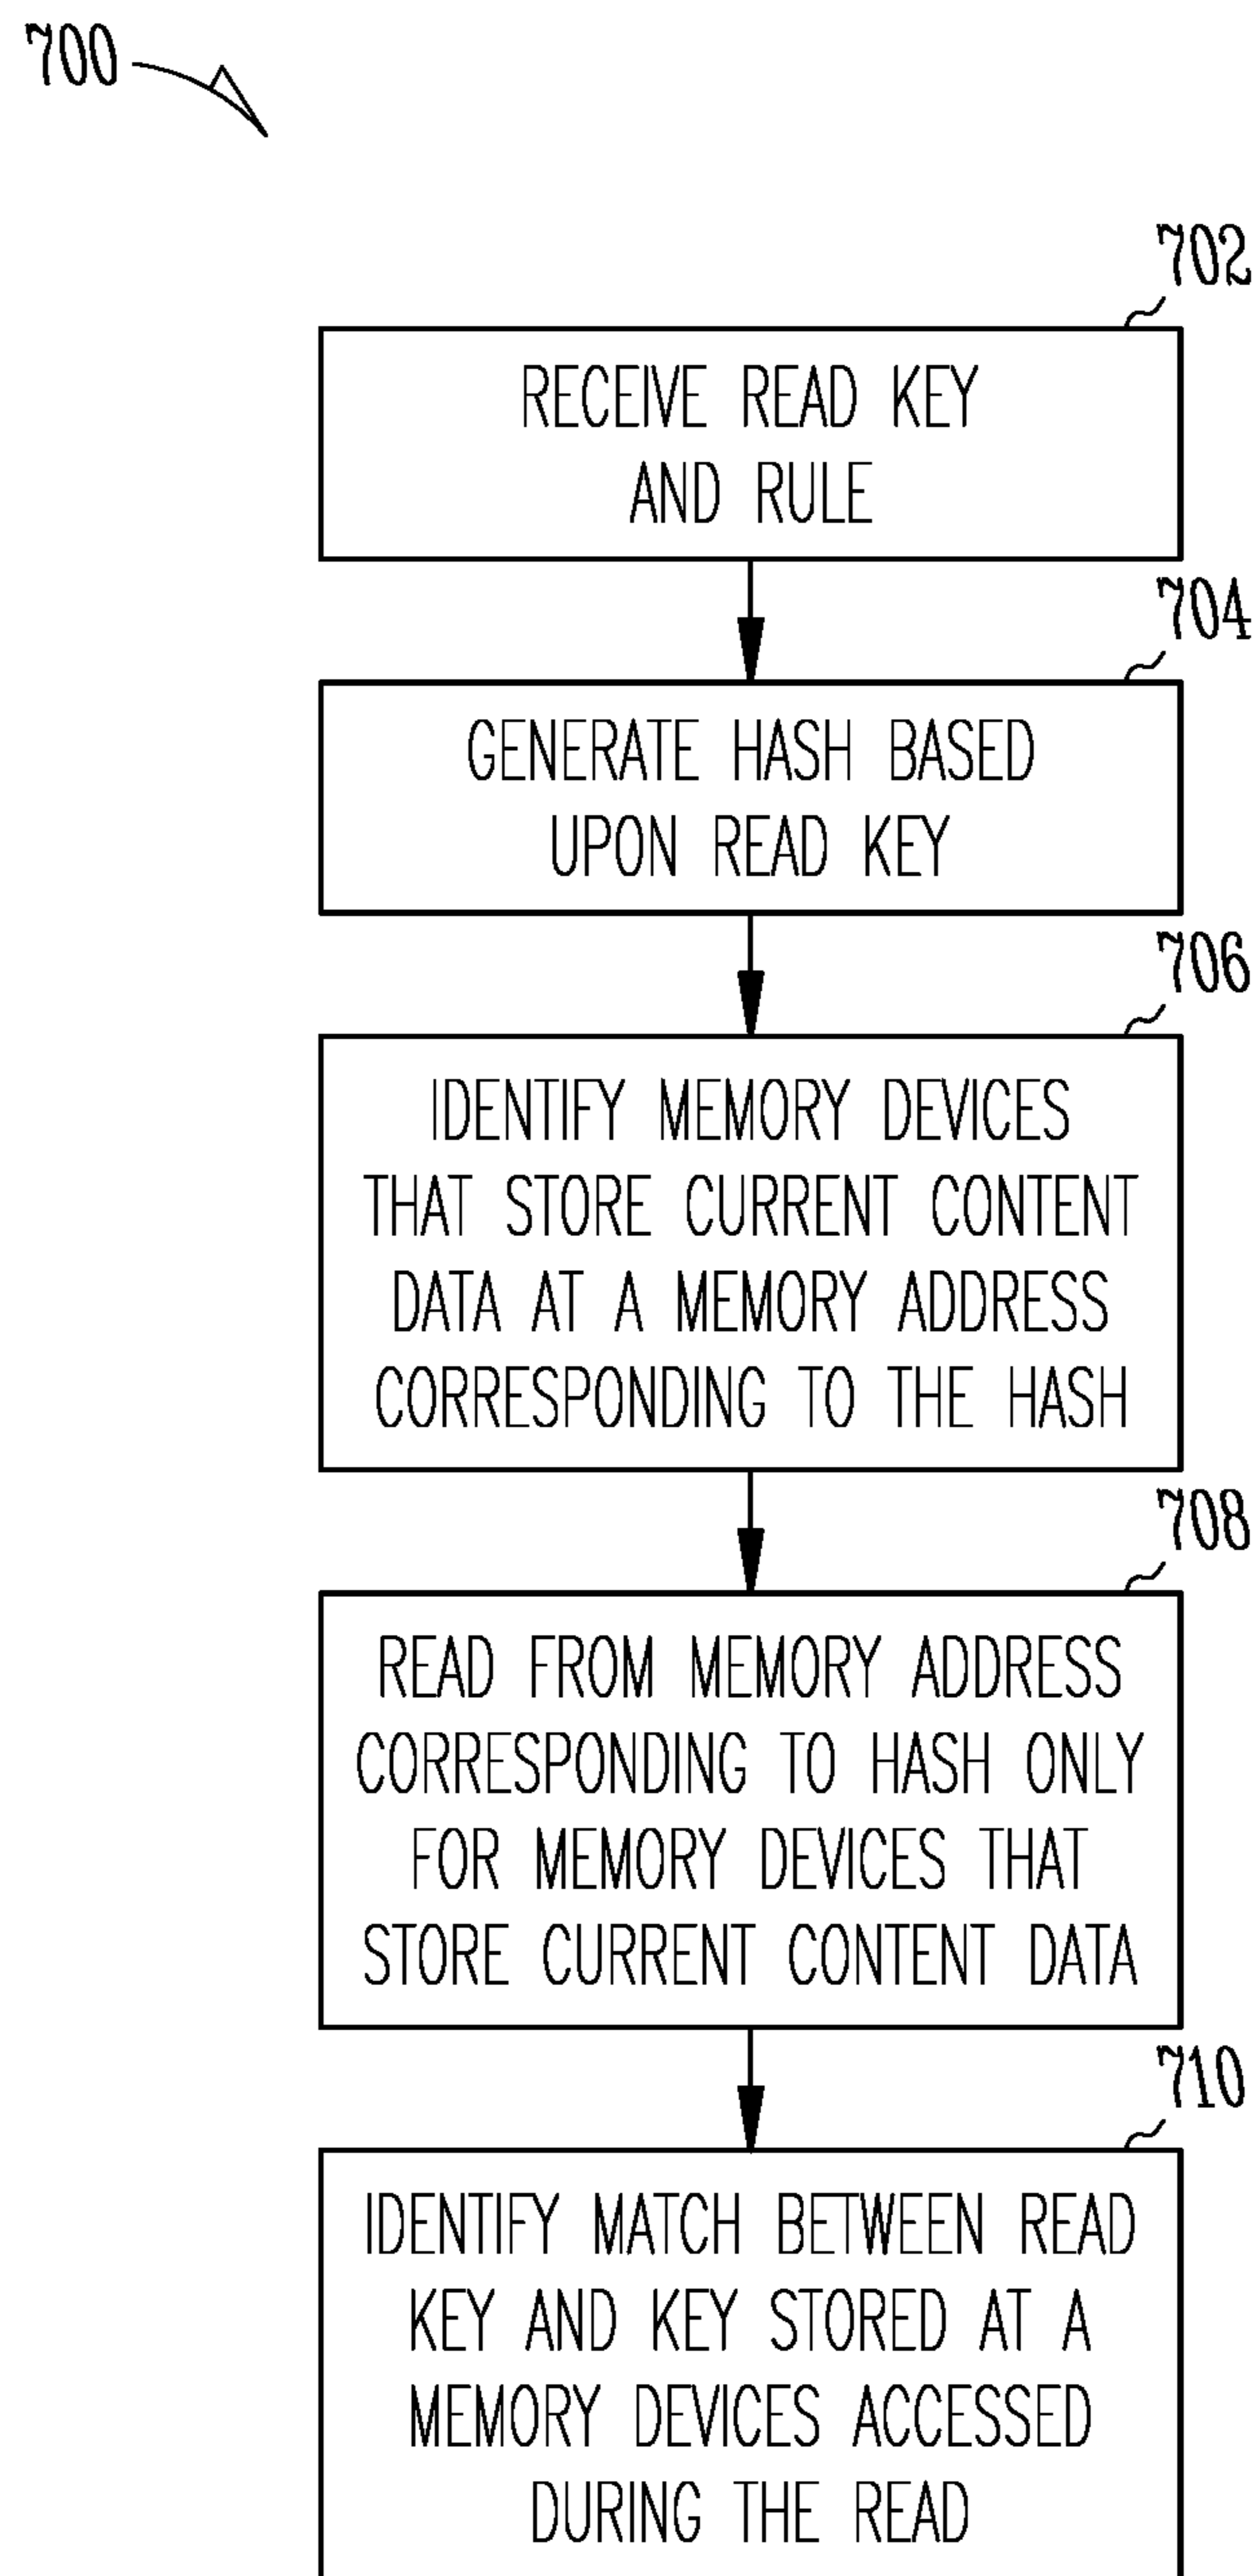 700
702
RECEIVE READ KEY
AND RULE
704
GENERATE HASH BASED
UPON READ KEY
706
IDENTIFY MEMORY DEVICES
THAT STORE CURRENT CONTENT
DATA AT A MEMORY ADDRESS
CORRESPONDING TO THE HASH
708
READ FROM MEMORY ADDRESS
CORRESPONDING TO HASH ONLY
FOR MEMORY DEVICES THAT
STORE CURRENT CONTENT DATA
710
IDENTIFY MATCH BETWEEN READ
KEY AND KEY STORED AT A
MEMORY DEVICES ACCESSED
DURING THE READ